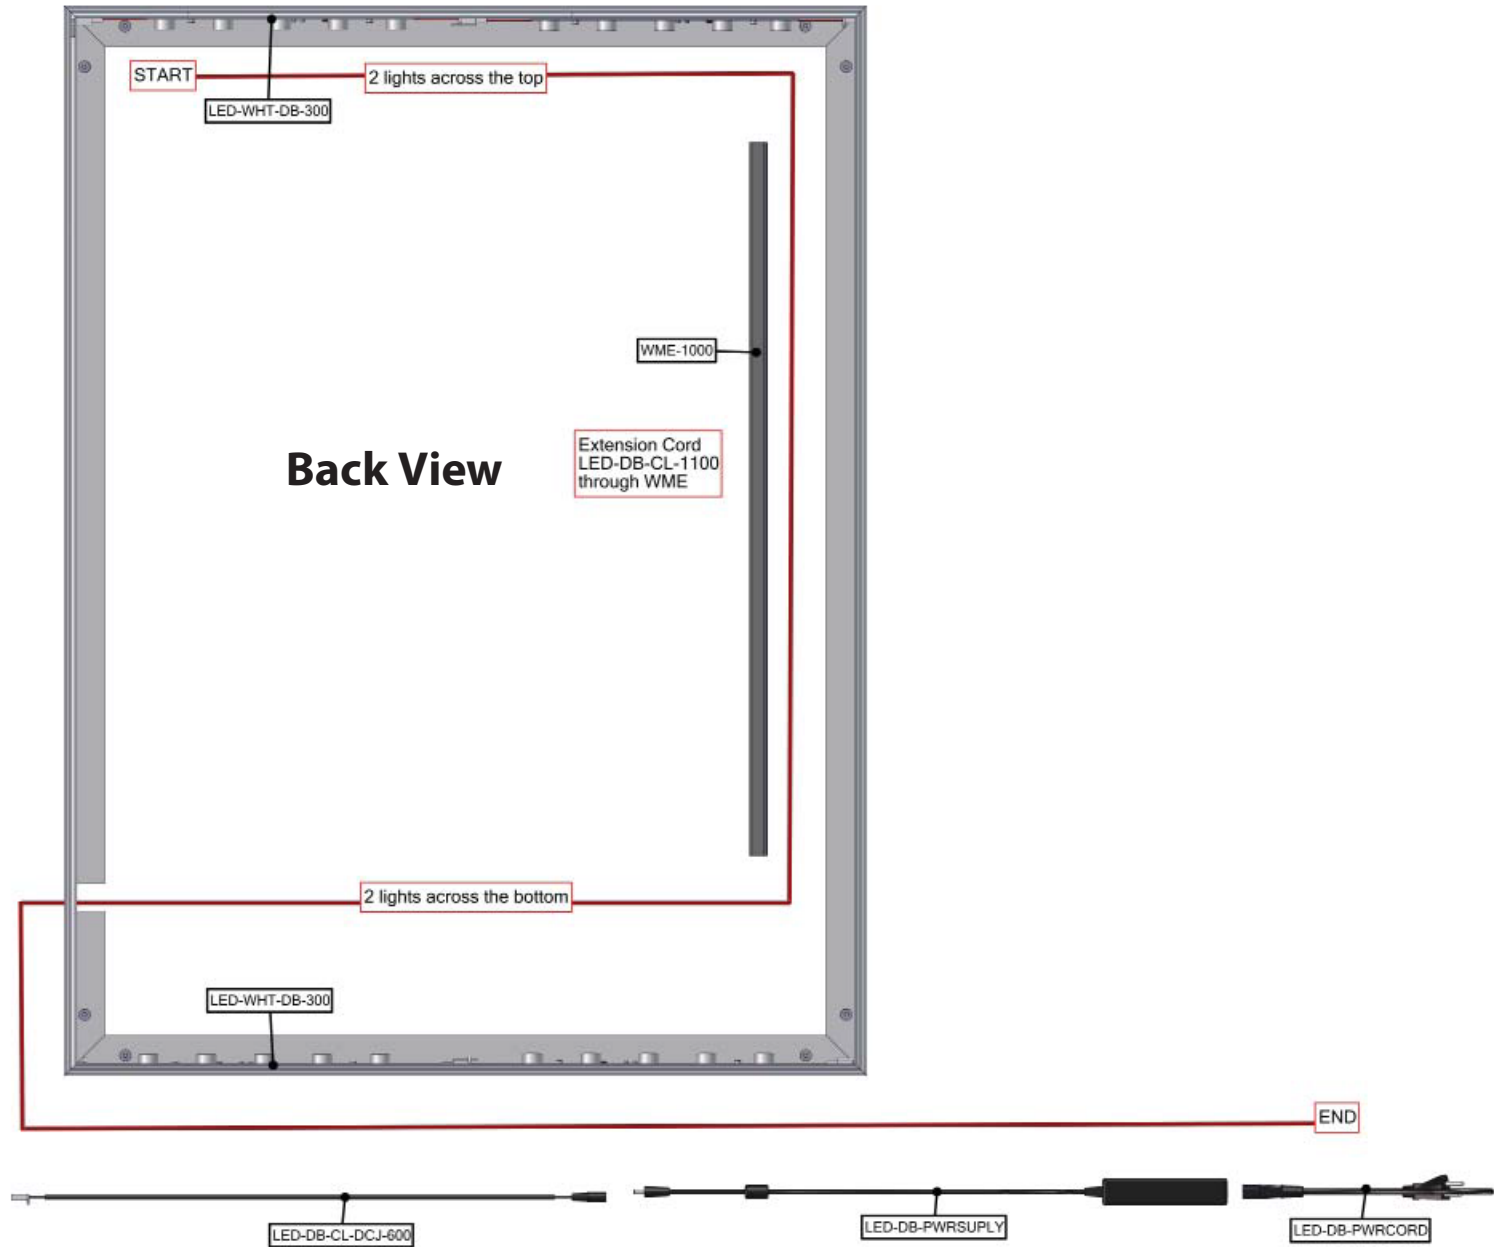 START
2 lights across the top
LED-WHT-DB-300
WME-1000
Extension Cord
LED-DB-CL-1100
through WME
Back View
2 lights across the bottom
LED-WHT-DB-300
END
LED-DB-CL-DCJ-600
LED-DB-PWRSUPLY
LED-DB-PWRCORD